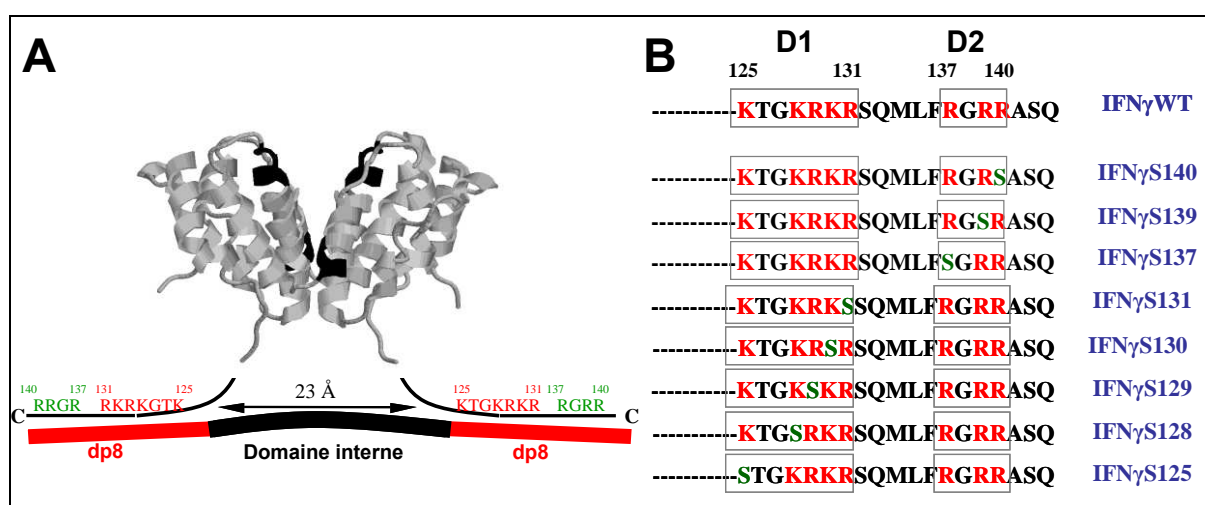 A
140 137 131 125
RRGR RKRKGTK
C
23 Å
125 131 137 140
KTGKRKR RGRR
C
dp8
Domaine interne
dp8
B
D1 D2
125 131 137 140
-----------KTGKRKRSQMLFRGRRASQ IFNγWT
-----------KTGKRKRSQMLFRGRSASQ IFNγS140
-----------KTGKRKRSQMLFRGSRASQ IFNγS139
-----------KTGKRKRSQMLFSGRRASQ IFNγS137
-----------KTGKRKSSQMLFRGRRASQ IFNγS131
-----------KTGKRSRSQMLFRGRRASQ IFNγS130
-----------KTGKSKRSQMLFRGRRASQ IFNγS129
-----------KTGSRKRSQMLFRGRRASQ IFNγS128
-----------STGKRKRSQMLFRGRRASQ IFNγS125